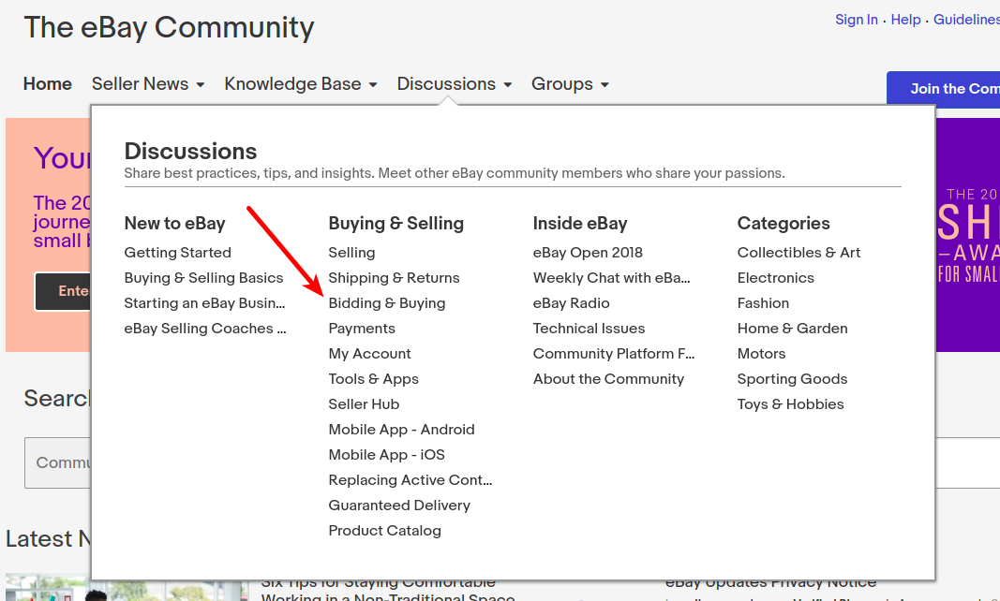 The eBay Community
Sign In · Help · Guidelines
Home Seller News Knowledge Base Discussions Groups
Join the Com
Your
The 20
journe
small b
Ente
THE 20
SH
–AWA
FOR SMAL
Discussions
Share best practices, tips, and insights. Meet other eBay community members who share your passions.
New to eBay
Getting Started
Buying & Selling Basics
Starting an eBay Busin...
eBay Selling Coaches ...
Buying & Selling
Selling
Shipping & Returns
Bidding & Buying
Payments
My Account
Tools & Apps
Seller Hub
Mobile App - Android
Mobile App - iOS
Replacing Active Cont...
Guaranteed Delivery
Product Catalog
Inside eBay
eBay Open 2018
Weekly Chat with eBa...
eBay Radio
Technical Issues
Community Platform F...
About the Community
Categories
Collectibles & Art
Electronics
Fashion
Home & Garden
Motors
Sporting Goods
Toys & Hobbies
Search
Commu
Latest N
Six Tips for Staying Comfortable
Working in a Non-Traditional Space
eBay Updates Privacy Notice